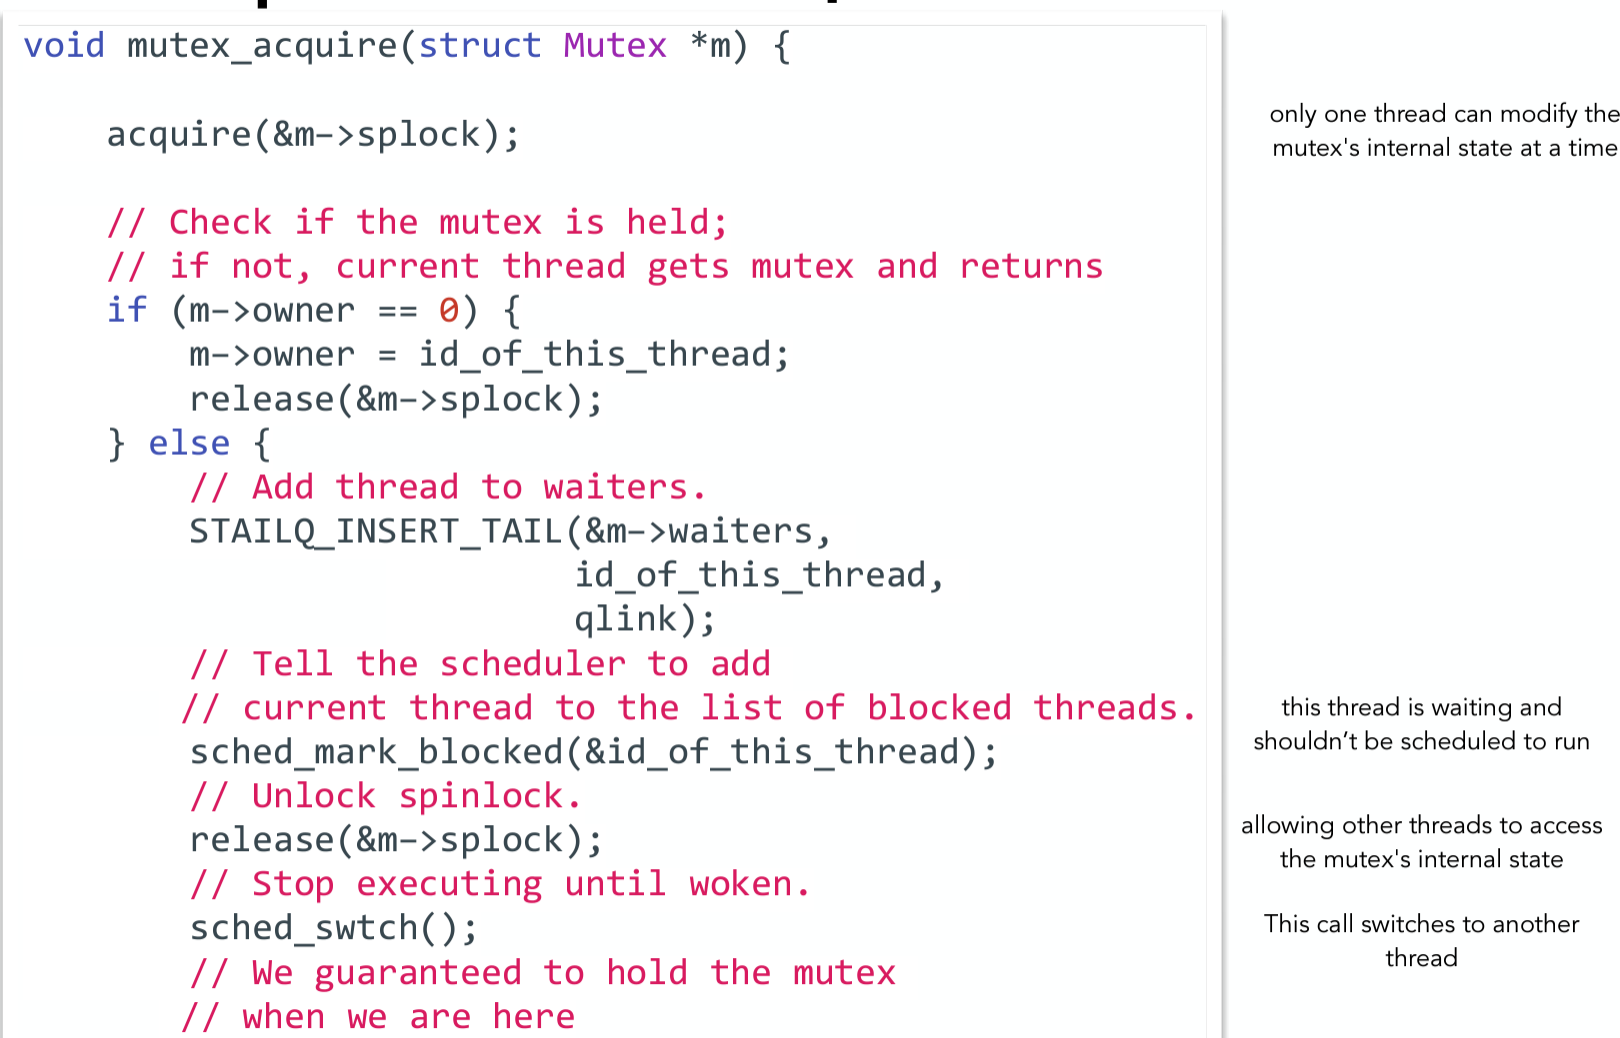 void mutex_acquire(struct Mutex *m) {
only one thread can modify the
mutex's internal state at a time
acquire(&m->splock);
// Check if the mutex is held;
// if not, current thread gets mutex and returns
if (m->owner == 0) {
m->owner = id_of_this_thread;
release(&m->splock);
} else {
// Add thread to waiters.
STAILQ_INSERT_TAIL(&m->waiters,
id_of_this_thread,
qlink);
// Tell the scheduler to add
// current thread to the list of blocked threads.
sched_mark_blocked(&id_of_this_thread);
this thread is waiting and
shouldn’t be scheduled to run
// Unlock spinlock.
release(&m->splock);
allowing other threads to access
the mutex's internal state
// Stop executing until woken.
sched_swtch();
This call switches to another
thread
// We guaranteed to hold the mutex
// when we are here